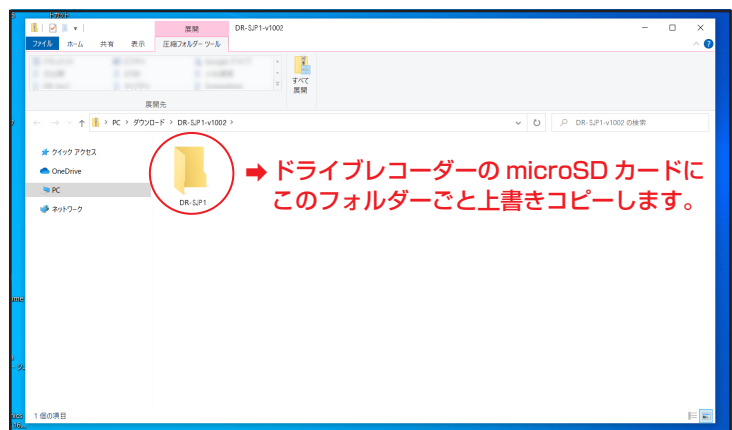 展開
DR-SJP1-v1002
ファイル
ホーム
共有
表示
圧縮フォルダー ツール
すべて
展開
展開先
PC › ダウンロード › DR-SJP1-v1002 ›
DR-SJP1-v1002 の検索
クイック アクセス
OneDrive
PC
ネットワーク
DR-SJP1
➡ ドライブレコーダーの microSD カードに
このフォルダーごと上書きコピーします。
1 個の項目